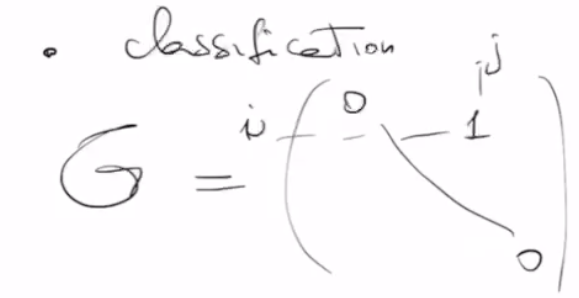 • classification
j
i 0 1
G = (
0 )